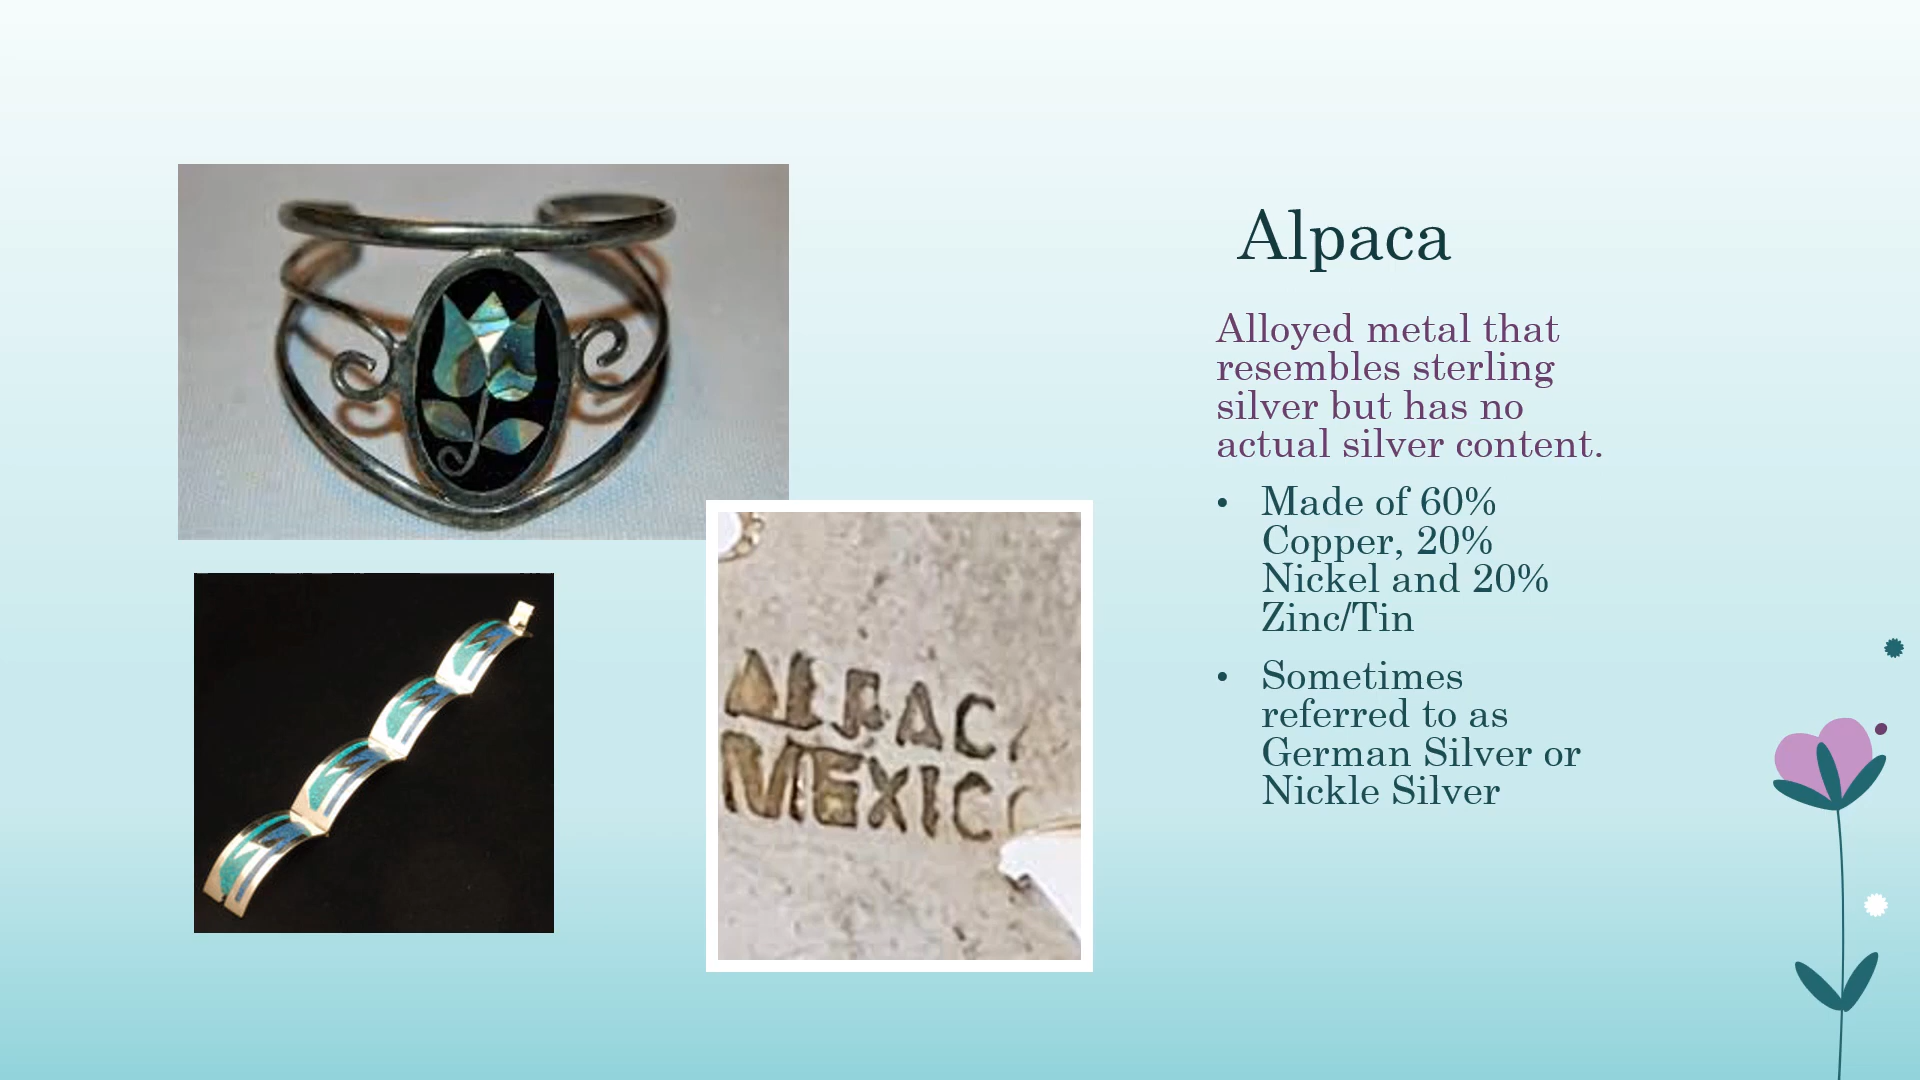 Alpaca
Alloyed metal that
resembles sterling
silver but has no
actual silver content.
• Made of 60%
Copper, 20%
Nickel and 20%
Zinc/Tin
• Sometimes
referred to as
German Silver or
Nickle Silver
ALPAC
MEXIC